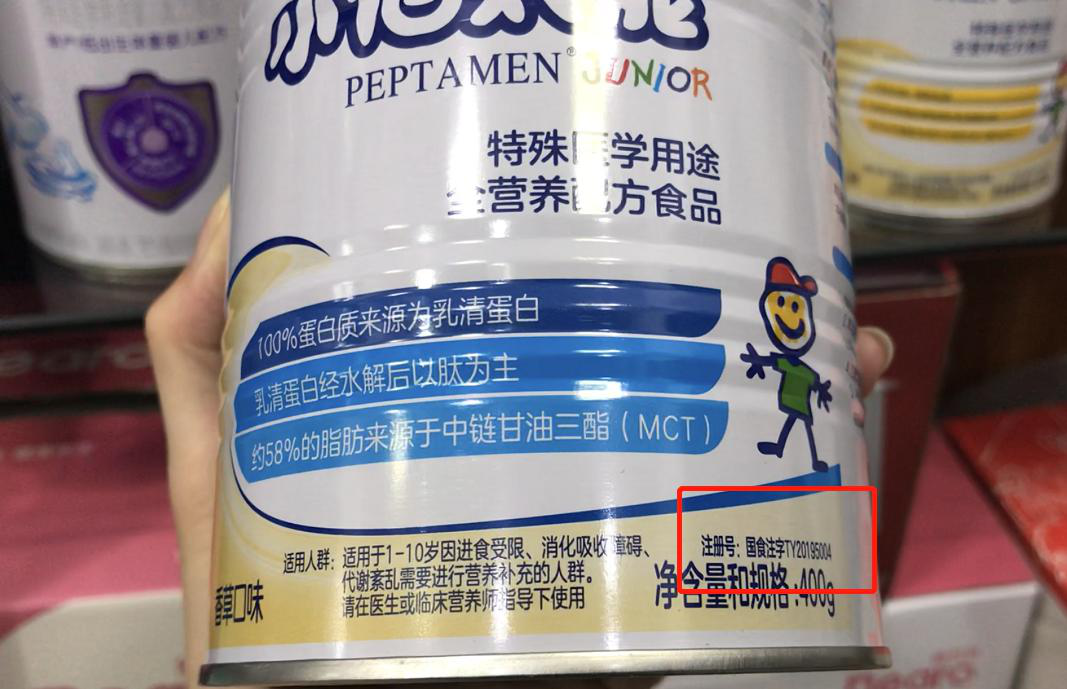 PEPTAMEN® JUNIOR
特殊医学用途
全营养配方食品
100%蛋白质来源为乳清蛋白
乳清蛋白经水解后以肽为主
约58%的脂肪来源于中链甘油三酯（MCT）
适用人群：适用于1-10岁因进食受限、消化吸收障碍、
代谢紊乱需要进行营养补充的人群。
请在医生或临床营养师指导下使用
香草口味
注册号：国食注字TY20195004
净含量和规格：400g